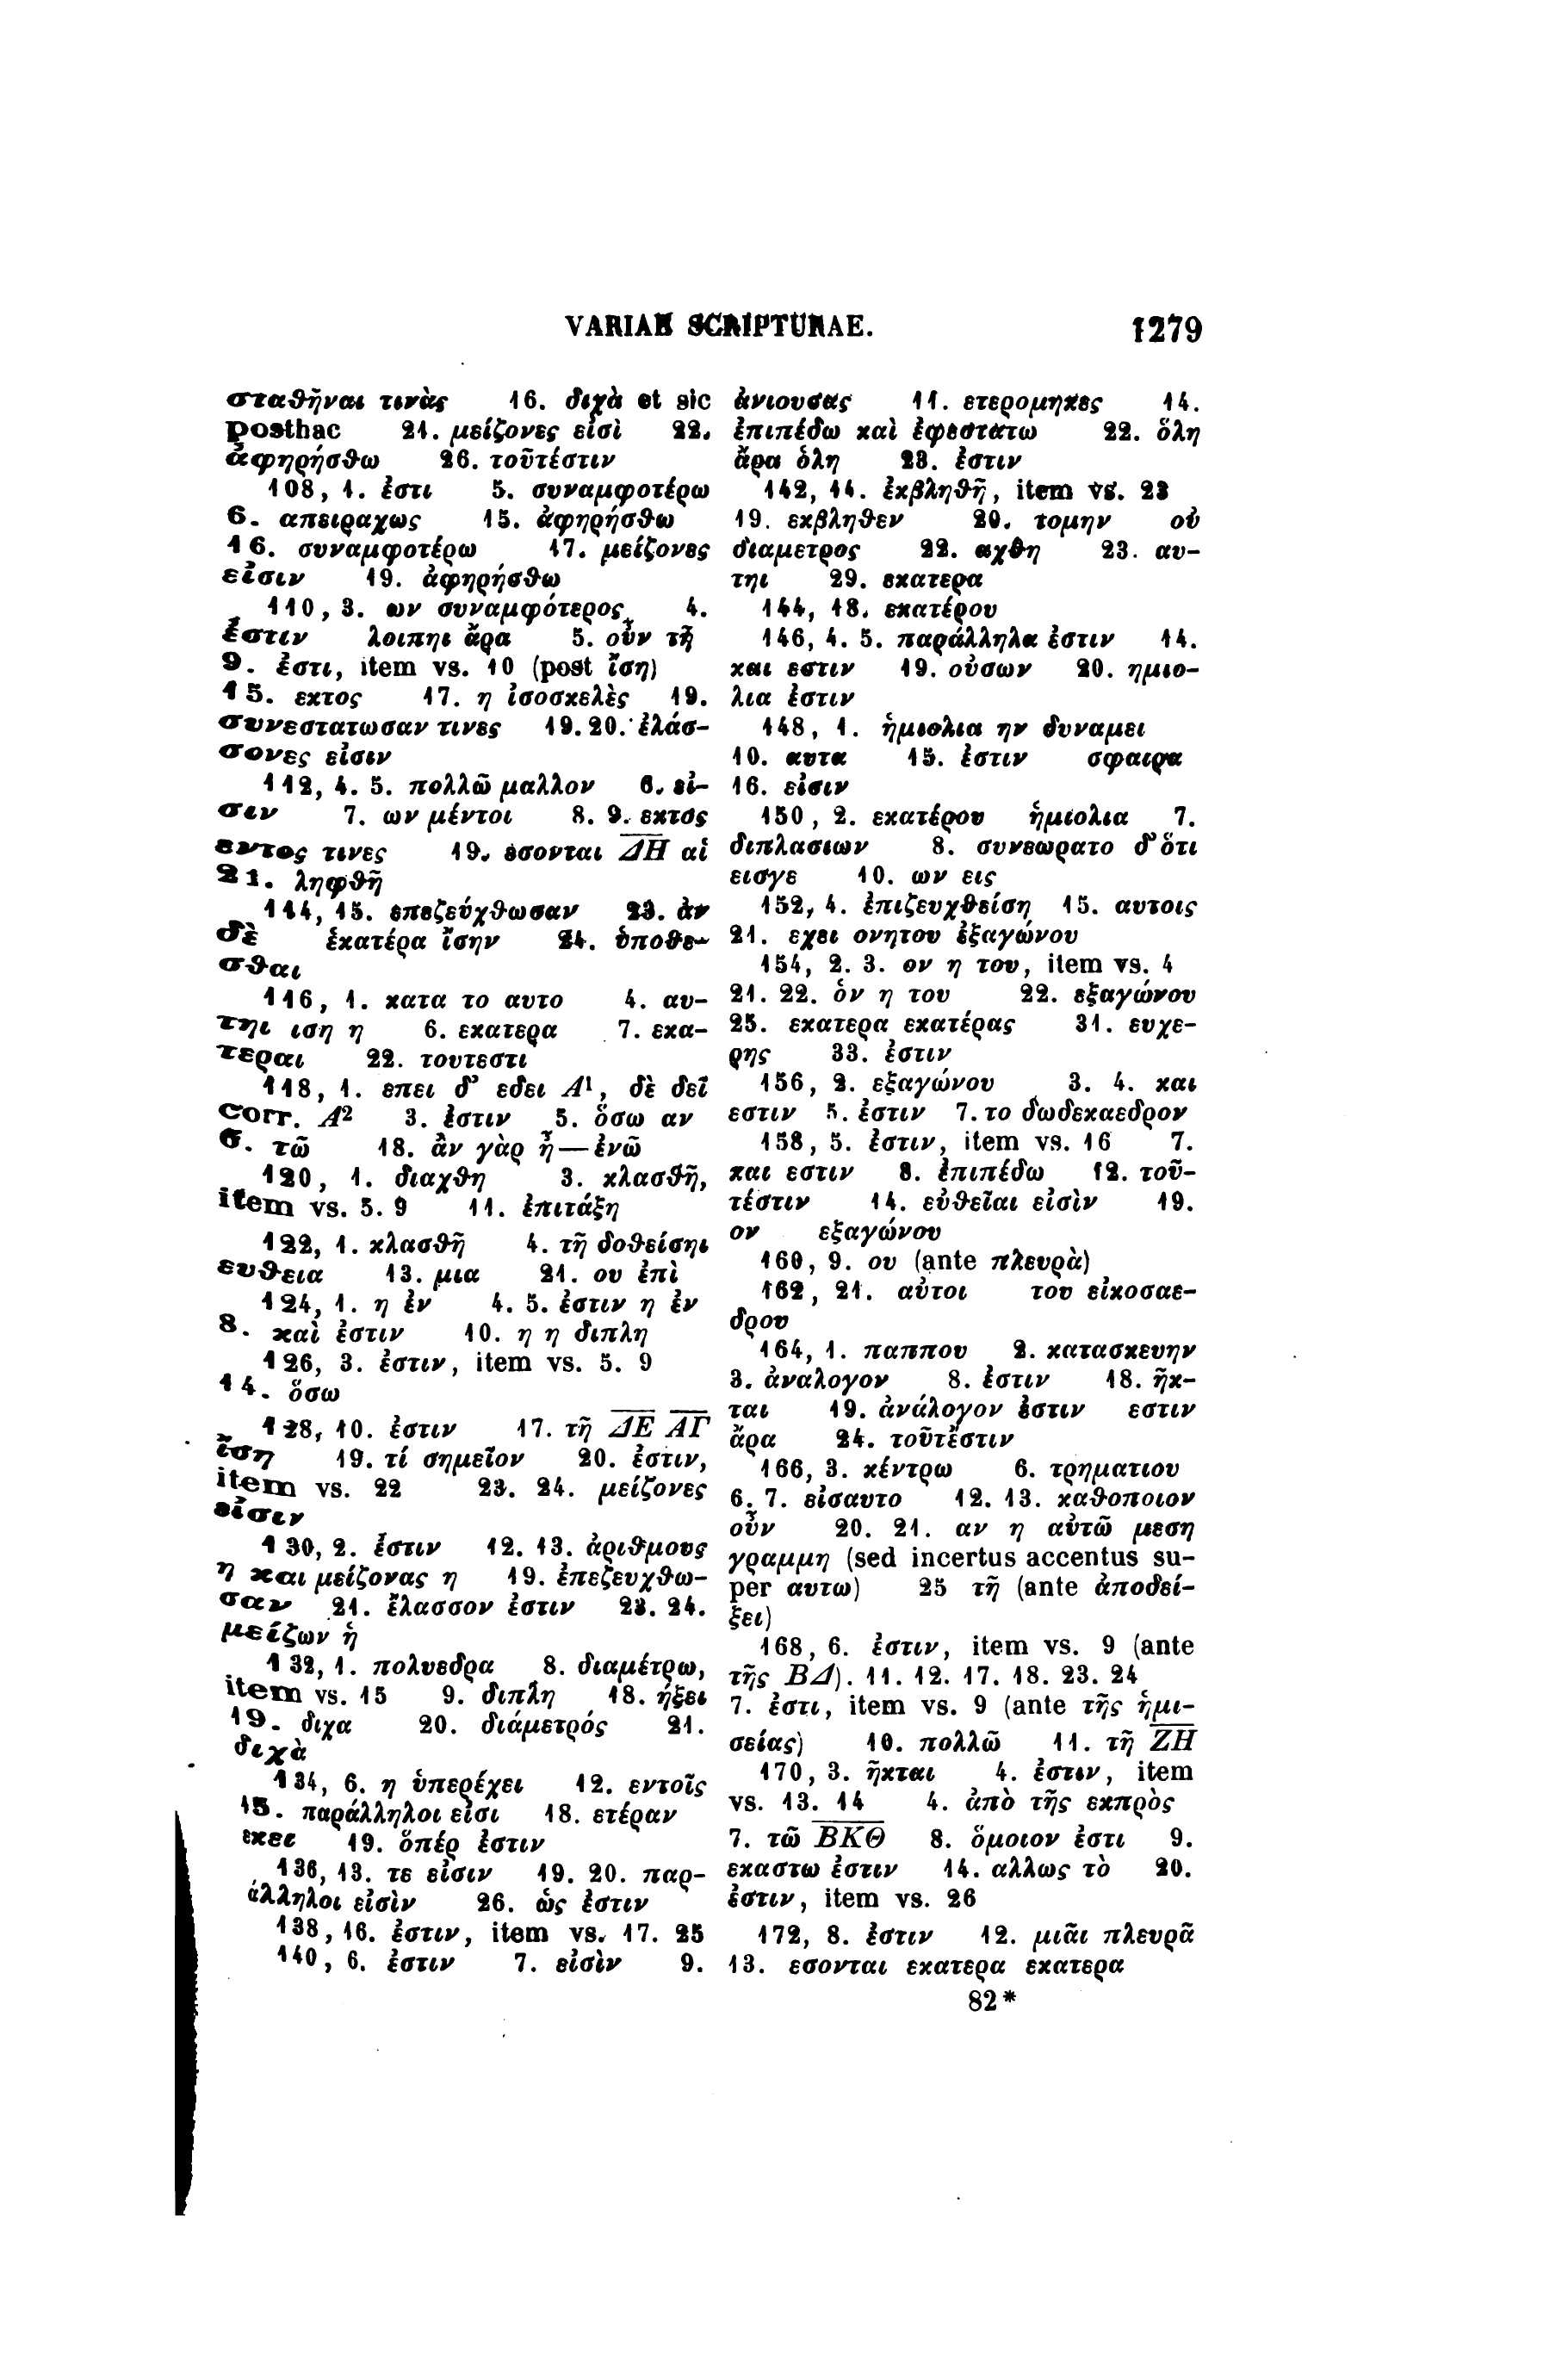 VARIAE SCRIPTURAE. 1279
σταθῆναι τινὰς 16. διχὰ et sic
posthac 21. μείζονες εἰσὶ 22.
ἀφηρήσθω 26. τοῦτέστιν
108, 1. ἐστι 5. συναμφοτέρω
6. απειραχως 15. ἀφηρήσθω
16. συναμφοτέρω 17. μείζονες
εἰσιν 19. ἀφηρήσθω
110, 3. ων συναμφότερος 4.
ἐστιν λοιπηι ἄρα 5. οὖν τῆ
9. ἐστι, item vs. 10 (post ἴση)
15. εκτος 17. η ἰσοσκελὲς 19.
συνεστατωσαν τινες 19. 20. ἐλάσ-
σονες εἰσιν
112, 4. 5. πολλῶ μαλλον 6. εἰ-
σιν 7. ων μέντοι 8. 9. εκτος
εντος τινες 19. εσονται ΔΗ αἱ
21. ληφθῆ
114, 15. επεζεύχθωσαν 23. ἀν
δὲ ἑκατέρα ἴσην 24. ὑποθε-
σθαι
116, 1. κατα το αυτο 4. αυ-
τηι ιση η 6. εκατερα 7. εκα-
τεραι 22. τουτεστι
118, 1. επει δ' εδει A¹, δὲ δεῖ
corr. A² 3. ἐστιν 5. ὅσω αν
6. τῶ 18. ἂν γὰρ ἦ—ἐνῶ
120, 1. διαχθη 3. κλασθῆ,
item vs. 5. 9 11. ἐπιτάξη
122, 1. κλασθῆ 4. τῆ δοθείσηι
ευθεια 13. μια 21. ου ἐπὶ
124, 1. η ἐν 4. 5. ἐστιν η ἐν
8. καὶ ἐστιν 10. η η διπλη
126, 3. ἐστιν, item vs. 5. 9
14. ὅσω
128, 10. ἐστιν 17. τῆ ΔΕ ΑΓ
ἴση 19. τί σημεῖον 20. ἐστιν,
item vs. 22 23. 24. μείζονες
εἰσιν
130, 2. ἐστιν 12. 13. ἀριθμους
η και μείζονας η 19. ἐπεζευχθω-
σαν 21. ἔλασσον ἐστιν 23. 24.
μείζων ἡ
132, 1. πολυεδρα 8. διαμέτρω,
item vs. 15 9. διπλη 18. ἡξει
19. διχα 20. διάμετρός 21.
διχὰ
134, 6. η ὑπερέχει 12. εντοῖς
15. παράλληλοι εἰσι 18. ετέραν
εκει 19. ὅπέρ ἐστιν
136, 13. τε εἰσιν 19. 20. παρ-
άλληλοι εἰσὶν 26. ὡς ἐστιν
138, 16. ἐστιν, item vs. 17. 25
140, 6. ἐστιν 7. εἰσὶν 9.
ἀνιουσας 11. ετερομηκες 14.
ἐπιπέδω καὶ ἐφεστατω 22. ὅλη
ἄρα ὁλη 23. ἐστιν
142, 14. ἐκβληθῆ, item vs. 23
19. εκβληθεν 20. τομην οὐ
διαμετρος 22. αχθη 23. αυ-
τηι 29. εκατερα
144, 18. εκατέρου
146, 4. 5. παράλληλα ἐστιν 14.
και εστιν 19. οὐσων 20. ημιο-
λια ἐστιν
148, 1. ἡμιολια ην δυναμει
10. αυτα 15. ἐστιν σφαιρα
16. εἰσιν
150, 2. εκατέρου ἡμιολια 7.
διπλασιων 8. συνεωρατο δ' ὅτι
εισγε 10. ων εις
152, 4. ἐπιζευχθείση 15. αυτοις
21. εχει ονητου ἐξαγώνου
154, 2. 3. ον η του, item vs. 4
21. 22. ὁν η του 22. εξαγώνου
25. εκατερα εκατέρας 31. ευχε-
ρης 33. ἐστιν
156, 2. εξαγώνου 3. 4. και
εστιν 5. ἐστιν 7. το δωδεκαεδρον
158, 5. ἐστιν, item vs. 16 7.
και εστιν 8. ἐπιπέδω 12. τοῦ-
τέστιν 14. εὐθεῖαι εἰσὶν 19.
ον εξαγώνου
160, 9. ου (ante πλευρὰ)
162, 21. αὐτοι του εἰκοσαε-
δρου
164, 1. παππου 2. κατασκευην
3. ἀναλογον 8. ἐστιν 18. ἦκ-
ται 19. ἀνάλογον ἐστιν εστιν
ἄρα 24. τοῦτἔστιν
166, 3. κέντρω 6. τρηματιου
6. 7. εἰσαυτο 12. 13. καθοποιον
οὖν 20. 21. αν η αὐτῶ μεση
γραμμη (sed incertus accentus su-
per αυτω) 25 τῆ (ante ἀποδεί-
ξει)
168, 6. ἐστιν, item vs. 9 (ante
τῆς ΒΔ). 11. 12. 17. 18. 23. 24
7. ἐστι, item vs. 9 (ante τῆς ἡμι-
σείας) 10. πολλῶ 11. τῆ ΖΗ
170, 3. ἦκται 4. ἐστιν, item
vs. 13. 14 4. ἀπὸ τῆς εκπρὸς
7. τῶ ΒΚΘ 8. ὅμοιον ἐστι 9.
εκαστω ἐστιν 14. αλλως τὸ 20.
ἐστιν, item vs. 26
172, 8. ἐστιν 12. μιᾶι πλευρᾶ
13. εσονται εκατερα εκατερα
82*